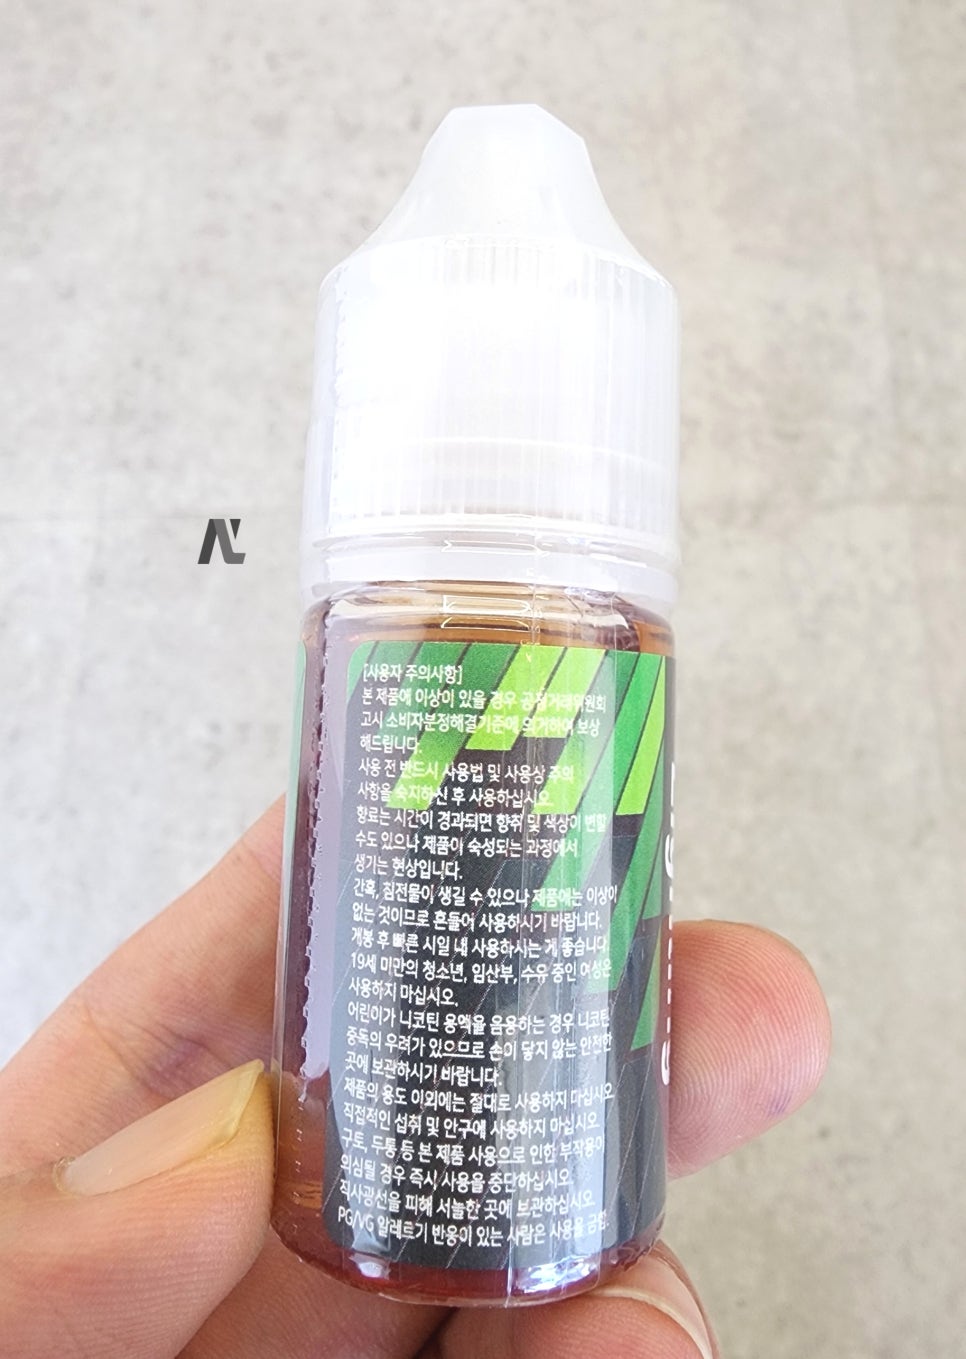 [사용자 주의사항]
본 제품에 이상이 있을 경우 공정거래위원회
고시 소비자분정해결기준에 의거하여 보상
해드립니다.
사용 전 반드시 사용법 및 사용상 주의
사항을 숙지하신 후 사용하십시오.
향료는 시간이 경과되면 향취 및 색상이 변할
수도 있으나 제품이 숙성되는 과정에서
생기는 현상입니다.
간혹, 침전물이 생길 수 있으나 제품에는 이상이
없는 것이므로 흔들어 사용하시기 바랍니다.
개봉 후 빠른 시일 내 사용하시는 게 좋습니다.
19세 미만의 청소년, 임산부, 수유 중인 여성은
사용하지 마십시오.
어린이가 니코틴 용액을 음용하는 경우 니코틴
중독의 우려가 있으므로 손이 닿지 않는 안전한
곳에 보관하시기 바랍니다.
제품의 용도 이외에는 절대로 사용하지 마십시오
직접적인 섭취 및 안구에 사용하지 마십시오
구토, 두통 등 본 제품 사용으로 인한 부작용이
의심될 경우 즉시 사용을 중단하십시오.
직사광선을 피해 서늘한 곳에 보관하십시오
PG/VG 알레르기 반응이 있는 사람은 사용을 금함.